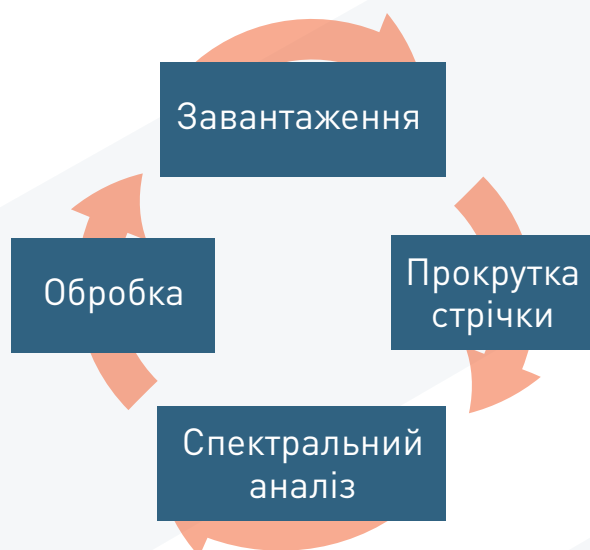 Завантаження
Прокрутка
стрічки
Спектральний
аналіз
Обробка